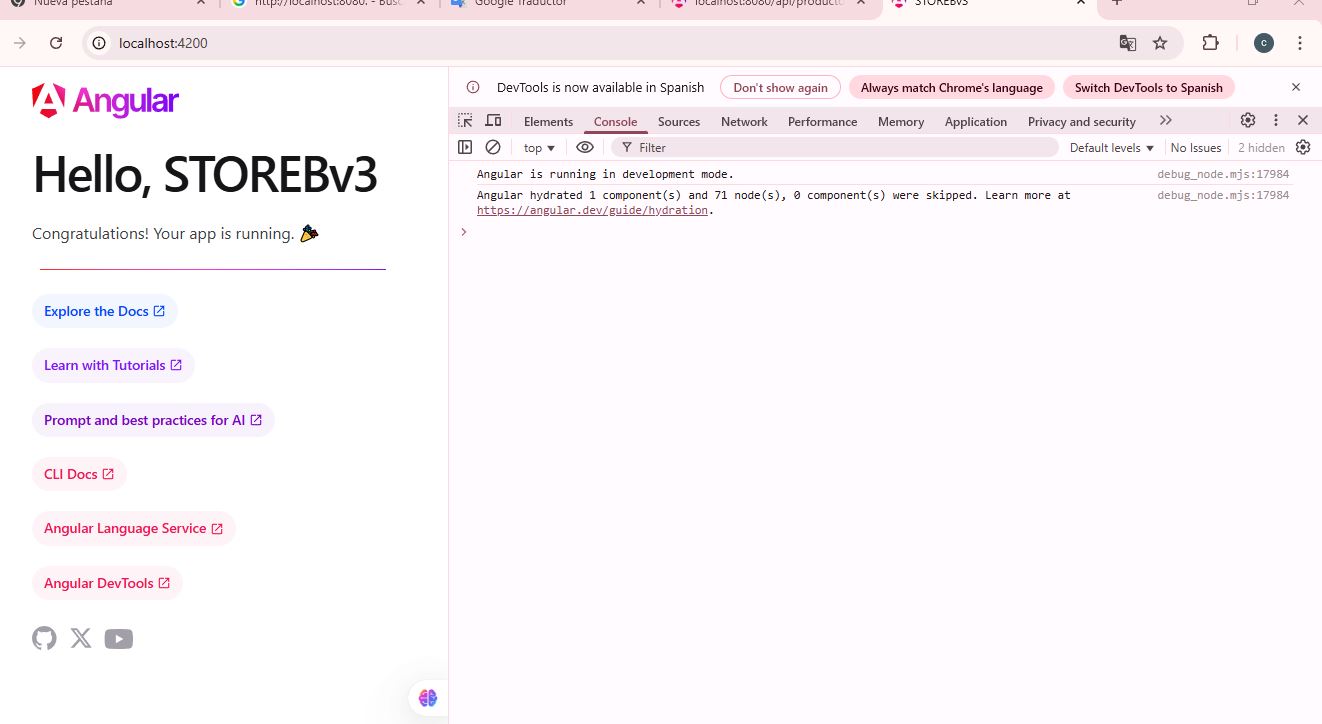 Nueva pestaña
http://localhost:8080. - Busc
Google Traductor
localhost:8080/api/producto
STOREBv3
localhost:4200
c
Angular
Hello, STOREBv3
Congratulations! Your app is running.
Explore the Docs
Learn with Tutorials
Prompt and best practices for AI
CLI Docs
Angular Language Service
Angular DevTools
DevTools is now available in Spanish
Don't show again
Always match Chrome's language
Switch DevTools to Spanish
Elements
Console
Sources
Network
Performance
Memory
Application
Privacy and security
top
Filter
Default levels
No Issues
2 hidden
Angular is running in development mode.
debug_node.mjs:17984
Angular hydrated 1 component(s) and 71 node(s), 0 component(s) were skipped. Learn more at
debug_node.mjs:17984
https://angular.dev/guide/hydration.